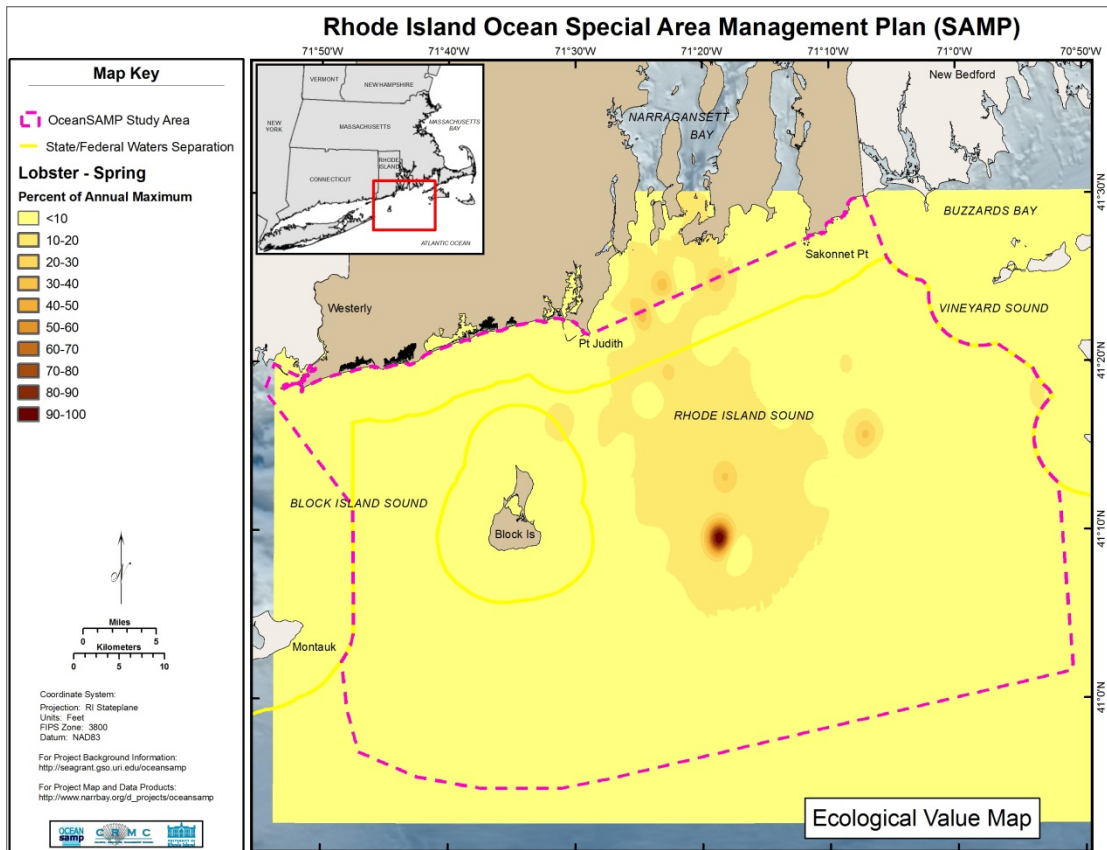 Rhode Island Ocean Special Area Management Plan (SAMP)
71°50'W
71°40'W
71°30'W
71°20'W
71°10'W
71°0'W
70°50'W
Map Key
OceanSAMP Study Area
State/Federal Waters Separation
Lobster - Spring
Percent of Annual Maximum
<10
10-20
20-30
30-40
40-50
50-60
60-70
70-80
80-90
90-100
N
Miles
0 5
Kilometers
0 5 10
Coordinate System:
Projection: RI Stateplane
Units: Feet
FIPS Zone: 3800
Datum: NAD83
For Project Background Information:
http://seagrant.gso.uri.edu/oceansamp
For Project Map and Data Products:
http://www.narrbay.org/d_projects/oceansamp
OCEAN
samp
CRMC
VERMONT
NEW HAMPSHIRE
NEW
YORK
MASSACHUSETTS
MASSACHUSETTS
BAY
RHODE
ISLAND
CONNECTICUT
ATLANTIC OCEAN
NARRAGANSETT
BAY
New Bedford
BUZZARDS BAY
Sakonnet Pt
VINEYARD SOUND
Westerly
Pt Judith
RHODE ISLAND SOUND
BLOCK ISLAND SOUND
Block Is
Montauk
41°30'N
41°20'N
41°10'N
41°0'N
Ecological Value Map